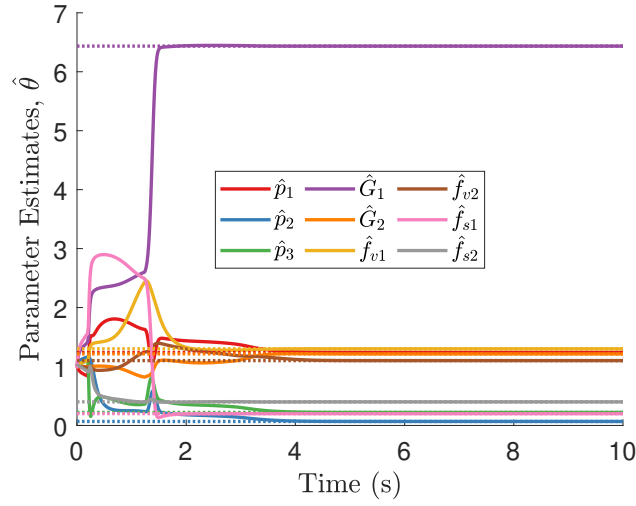 7
6
5
4
3
2
1
0
Parameter Estimates, θ̂
p̂₁ Ĝ₁ f̂ᵥ₂
p̂₂ Ĝ₂ f̂ₛ₁
p̂₃ f̂ᵥ₁ f̂ₛ₂
0 2 4 6 8 10
Time (s)